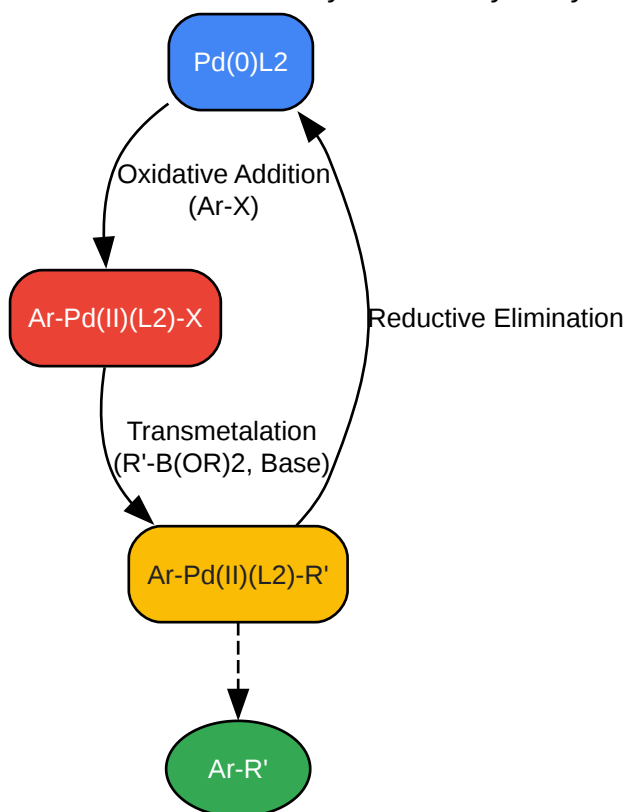 Pd(0)L2
Oxidative Addition
(Ar-X)
Ar-Pd(II)(L2)-X
Reductive Elimination
Transmetalation
(R'-B(OR)2, Base)
Ar-Pd(II)(L2)-R'
Ar-R'